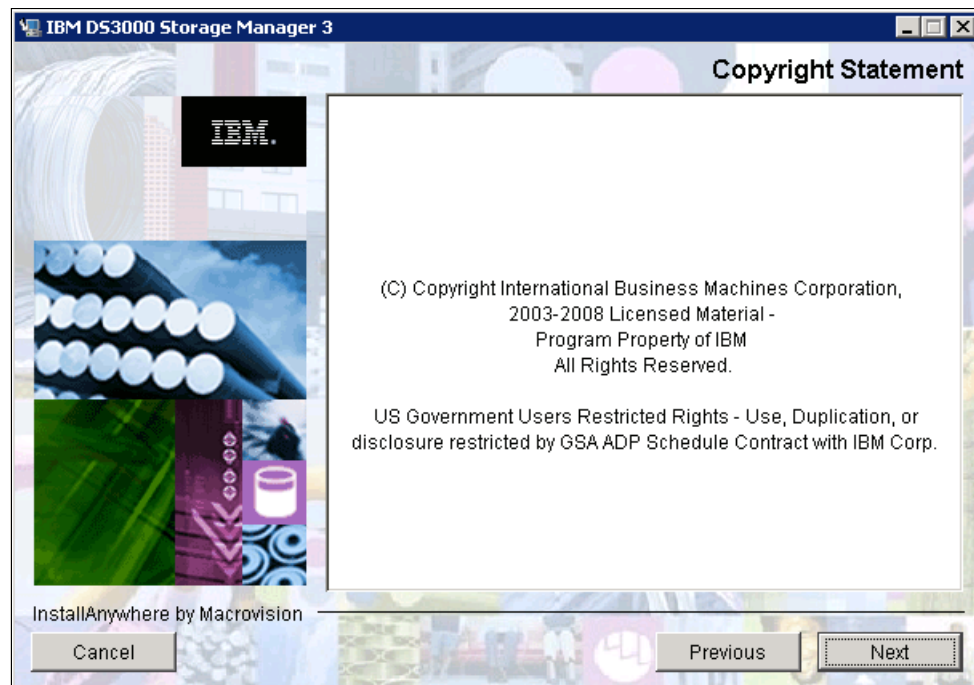 IBM DS3000 Storage Manager 3
Copyright Statement
IBM.
(C) Copyright International Business Machines Corporation,
2003-2008 Licensed Material -
Program Property of IBM
All Rights Reserved.
US Government Users Restricted Rights - Use, Duplication, or
disclosure restricted by GSA ADP Schedule Contract with IBM Corp.
InstallAnywhere by Macrovision
Cancel
Previous
Next